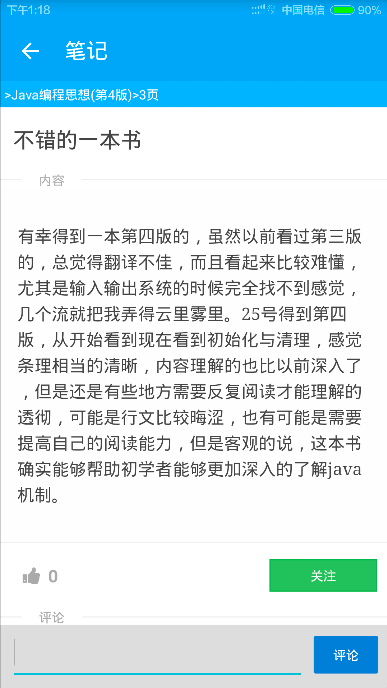 下午1:18 中国电信 90%
笔记
>Java编程思想(第4版)>3页
不错的一本书
内容
有幸得到一本第四版的，虽然以前看过第三版
的，总觉得翻译不佳，而且看起来比较难懂，
尤其是输入输出系统的时候完全找不到感觉，
几个流就把我弄得云里雾里。25号得到第四
版，从开始看到现在看到初始化与清理，感觉
条理相当的清晰，内容理解的也比以前深入了
，但是还是有些地方需要反复阅读才能理解的
透彻，可能是行文比较晦涩，也有可能是需要
提高自己的阅读能力，但是客观的说，这本书
确实能够帮助初学者能够更加深入的了解java
机制。
0
关注
评论
评论